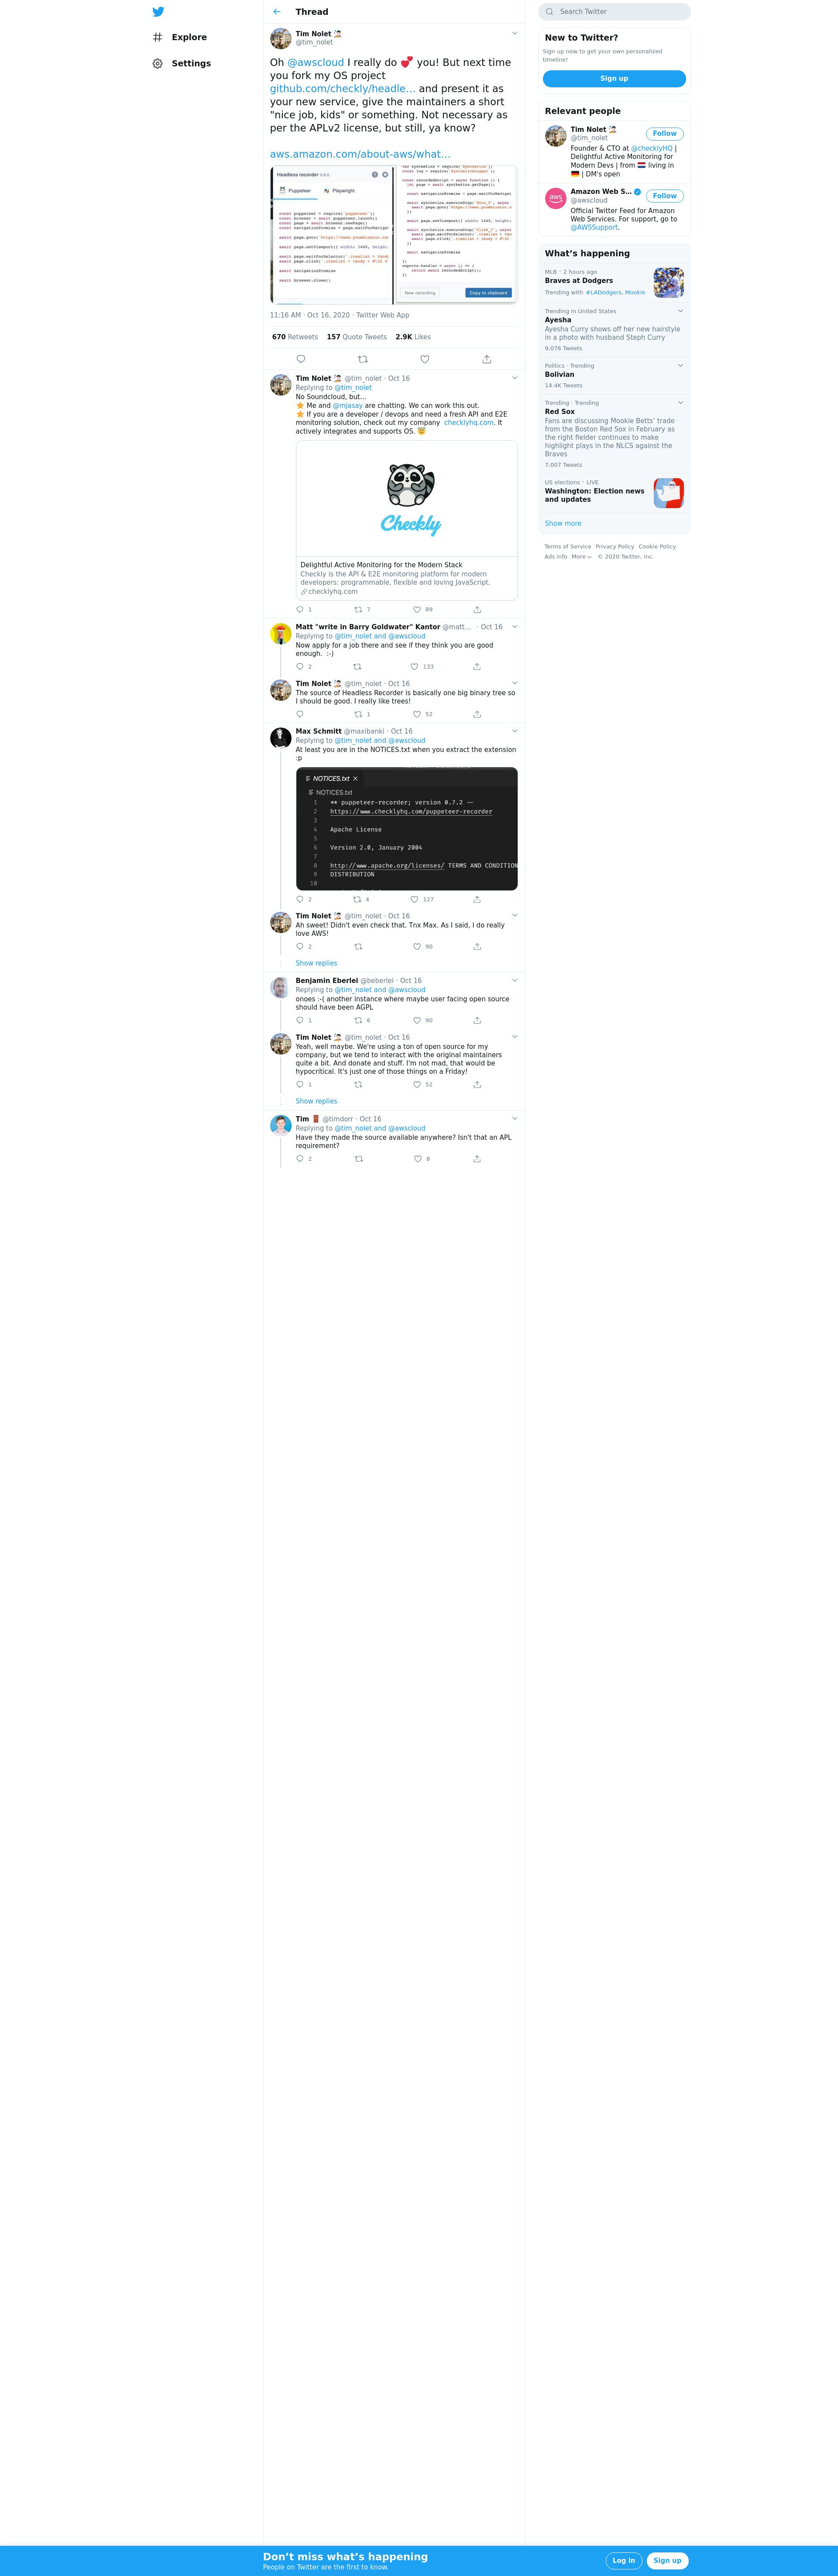 Explore
Settings
Thread
Tim Nolet
@tim_nolet
Oh @awscloud I really do 💕 you! But next time
you fork my OS project
github.com/checkly/headle… and present it as
your new service, give the maintainers a short
"nice job, kids" or something. Not necessary as
per the APLv2 license, but still, ya know?
aws.amazon.com/about-aws/what…
Headless recorder
Puppeteer
Playwright
const puppeteer = require('puppeteer');
const browser = await puppeteer.launch()
const page = await browser.newPage()
await browser.close()
New recording
Copy to clipboard
11:16 AM · Oct 16, 2020 · Twitter Web App
670 Retweets 157 Quote Tweets 2.9K Likes
Tim Nolet @tim_nolet · Oct 16
Replying to @tim_nolet
No Soundcloud, but...
⭐ Me and @mjasay are chatting. We can work this out.
⭐ If you are a developer / devops and need a fresh API and E2E
monitoring solution, check out my company checklyhq.com. It
actively integrates and supports OS. 😇
Checkly
Delightful Active Monitoring for the Modern Stack
Checkly is the API & E2E monitoring platform for modern
developers: programmable, flexible and loving JavaScript.
checklyhq.com
1 7 89
Matt "write in Barry Goldwater" Kantor @matt… · Oct 16
Replying to @tim_nolet and @awscloud
Now apply for a job there and see if they think you are good
enough. :-)
2 133
Tim Nolet @tim_nolet · Oct 16
The source of Headless Recorder is basically one big binary tree so
I should be good. I really like trees!
1 52
Max Schmitt @maxibanki · Oct 16
Replying to @tim_nolet and @awscloud
At least you are in the NOTICES.txt when you extract the extension
:p
NOTICES.txt
NOTICES.txt
1 ** puppeteer-recorder; version 0.7.2 --
2 https://www.checklyhq.com/puppeteer-recorder
3
4 Apache License
5
6 Version 2.0, January 2004
7
8 http://www.apache.org/licenses/ TERMS AND CONDITION
9 DISTRIBUTION
10
2 4 127
Tim Nolet @tim_nolet · Oct 16
Ah sweet! Didn't even check that. Tnx Max. As I said, I do really
love AWS!
2 90
Show replies
Benjamin Eberlei @beberlei · Oct 16
Replying to @tim_nolet and @awscloud
onoes :-( another instance where maybe user facing open source
should have been AGPL
1 6 90
Tim Nolet @tim_nolet · Oct 16
Yeah, well maybe. We're using a ton of open source for my
company, but we tend to interact with the original maintainers
quite a bit. And donate and stuff. I'm not mad, that would be
hypocritical. It's just one of those things on a Friday!
1 52
Show replies
Tim 🚪 @timdorr · Oct 16
Replying to @tim_nolet and @awscloud
Have they made the source available anywhere? Isn't that an APL
requirement?
2 8
Search Twitter
New to Twitter?
Sign up now to get your own personalized
timeline!
Sign up
Relevant people
Tim Nolet
@tim_nolet
Follow
Founder & CTO at @checklyHQ |
Delightful Active Monitoring for
Modern Devs | from 🇳🇱 living in
🇩🇪 | DM's open
Amazon Web S…
@awscloud
Follow
aws
Official Twitter Feed for Amazon
Web Services. For support, go to
@AWSSupport.
What's happening
MLB · 2 hours ago
Braves at Dodgers
Trending with #LADodgers, Mookie
Trending in United States
Ayesha
Ayesha Curry shows off her new hairstyle
in a photo with husband Steph Curry
9,076 Tweets
Politics · Trending
Bolivian
14.4K Tweets
Trending · Trending
Red Sox
Fans are discussing Mookie Betts' trade
from the Boston Red Sox in February as
the right fielder continues to make
highlight plays in the NLCS against the
Braves
7,007 Tweets
US elections · LIVE
Washington: Election news
and updates
Show more
Terms of Service Privacy Policy Cookie Policy
Ads info More © 2020 Twitter, Inc.
Don't miss what's happening
People on Twitter are the first to know.
Log in
Sign up